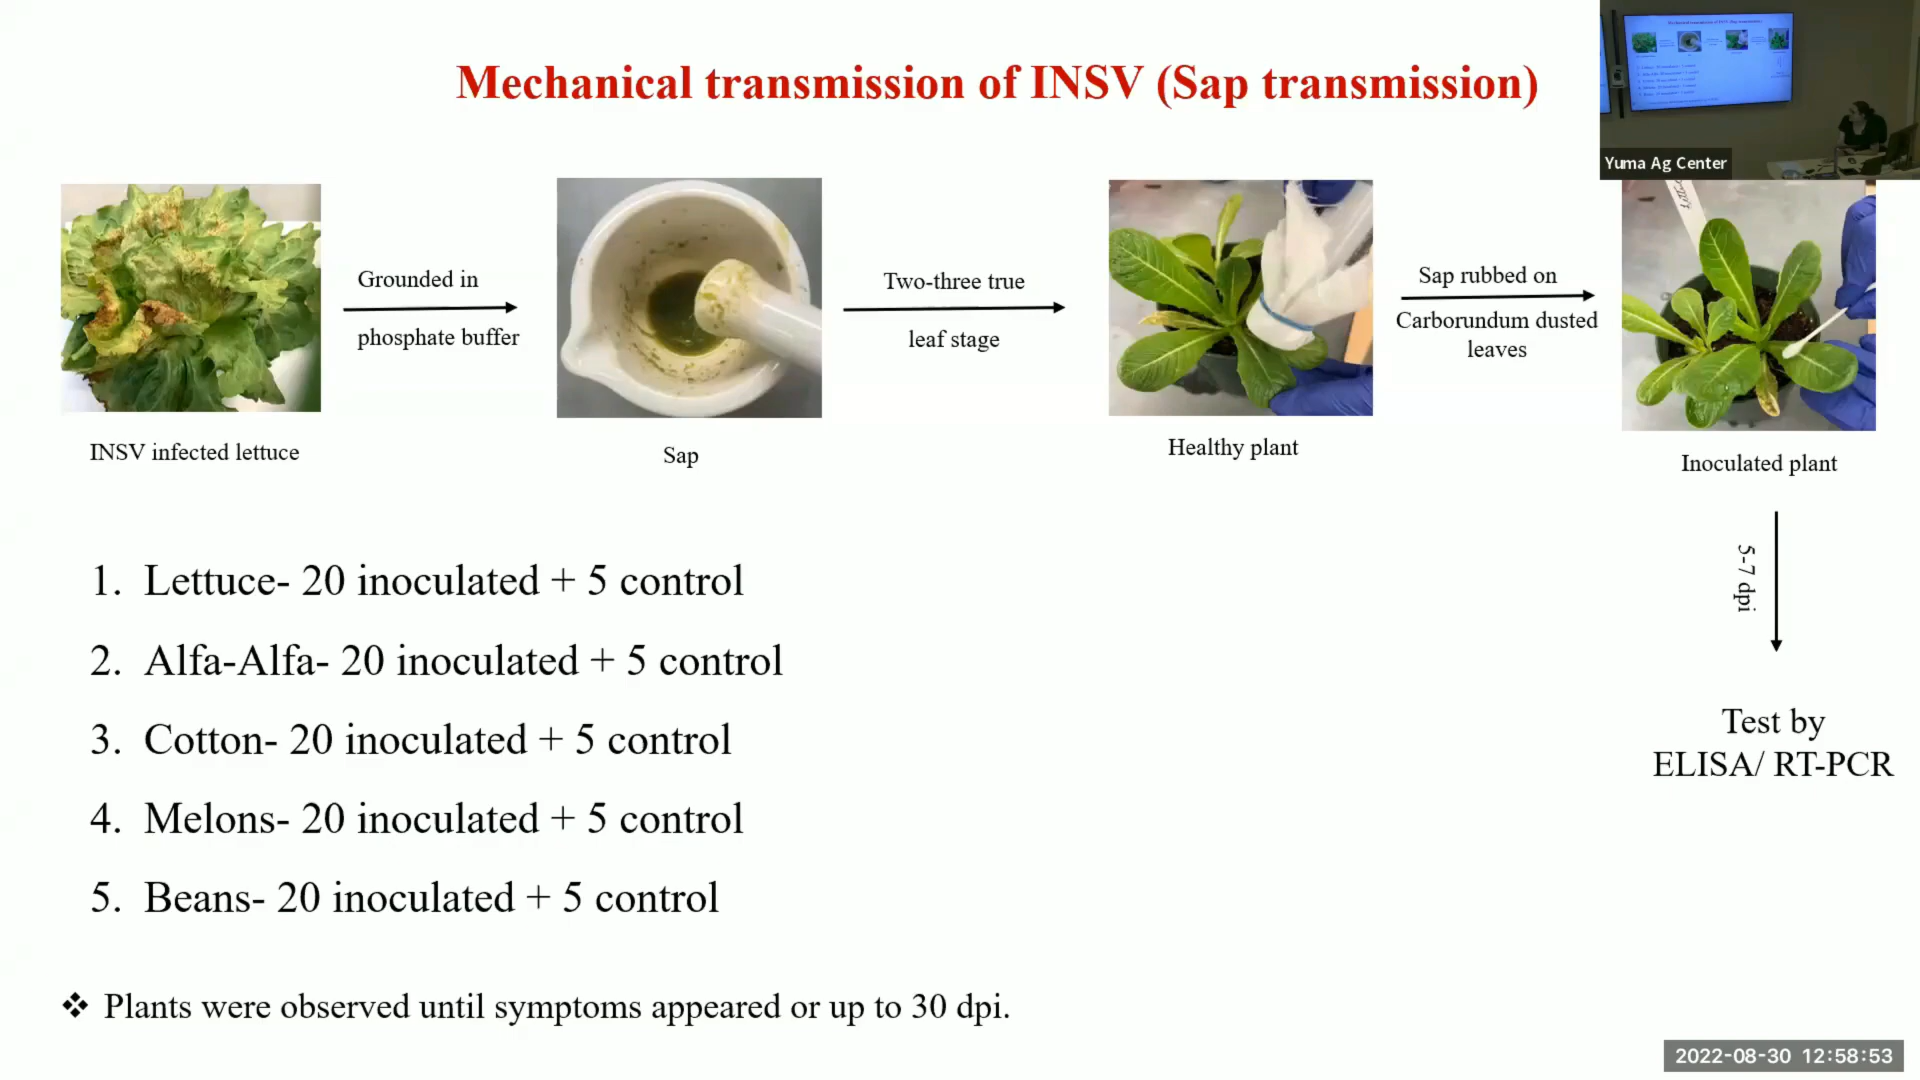 Mechanical transmission of INSV (Sap transmission)
Yuma Ag Center
Grounded in
phosphate buffer
Two-three true
leaf stage
Sap rubbed on
Carborundum dusted
leaves
INSV infected lettuce
Sap
Healthy plant
Inoculated plant
5-7 dpi
Test by
ELISA/ RT-PCR
1. Lettuce- 20 inoculated + 5 control
2. Alfa-Alfa- 20 inoculated + 5 control
3. Cotton- 20 inoculated + 5 control
4. Melons- 20 inoculated + 5 control
5. Beans- 20 inoculated + 5 control
❖ Plants were observed until symptoms appeared or up to 30 dpi.
2022-08-30 12:58:53